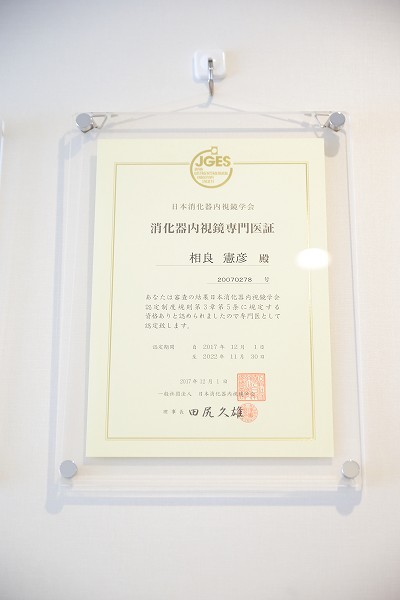 JGES
日本消化器内視鏡学会
消化器内視鏡専門医証
相良 憲彦 殿
20070278 号
あなたは審査の結果日本消化器内視鏡学会
認定制度規則第3章第5条に規定する
資格ありと認められましたので専門医として
認定致します。
認定期間 自 2017年 12月 1日
至 2022年 11月 30日
2017年12月1日
一般社団法人 日本消化器内視鏡学会
理事長 田尻久雄